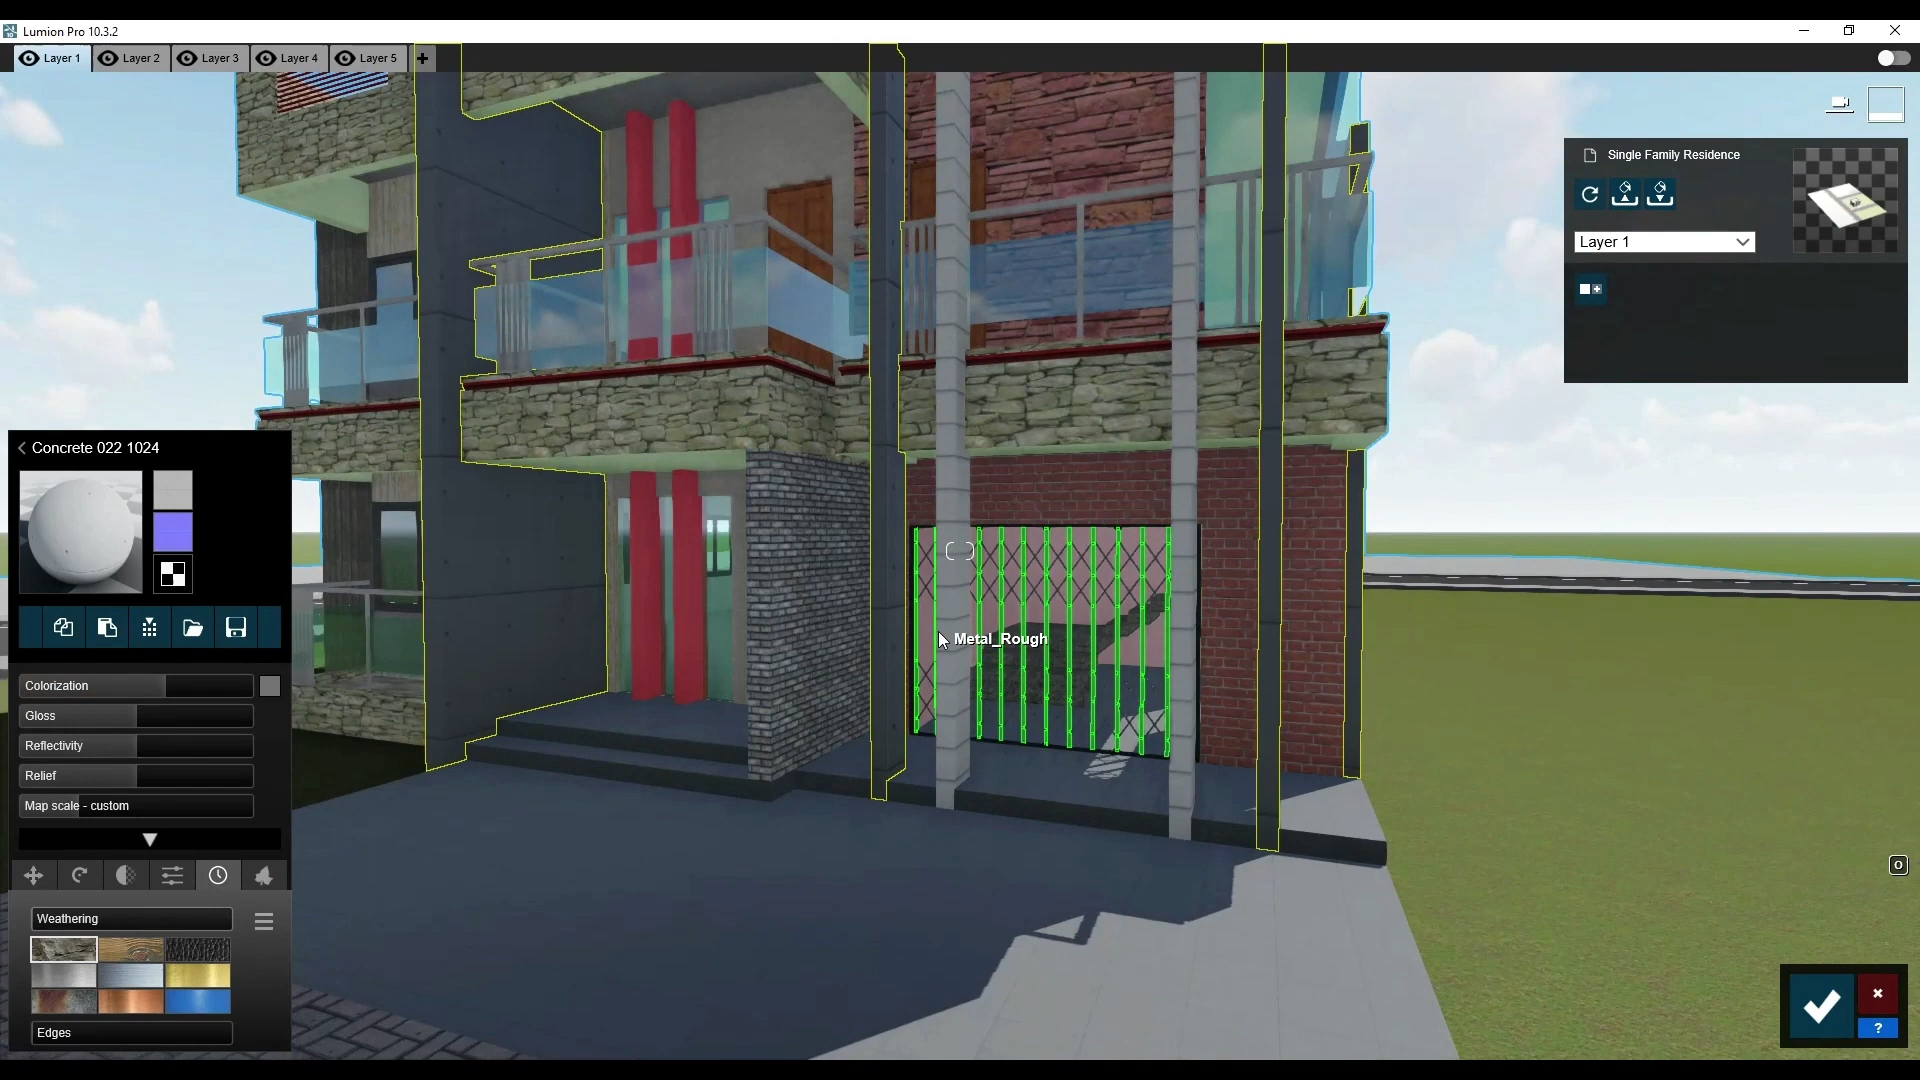 Lumion Pro 10.3.2
Layer 1
Layer 2
Layer 3
Layer 4
Layer 5
+
Single Family Residence
Layer 1
Concrete 022 1024
Metal_Rough
Colorization
Gloss
Reflectivity
Relief
Map scale - custom
Weathering
Edges
O
?